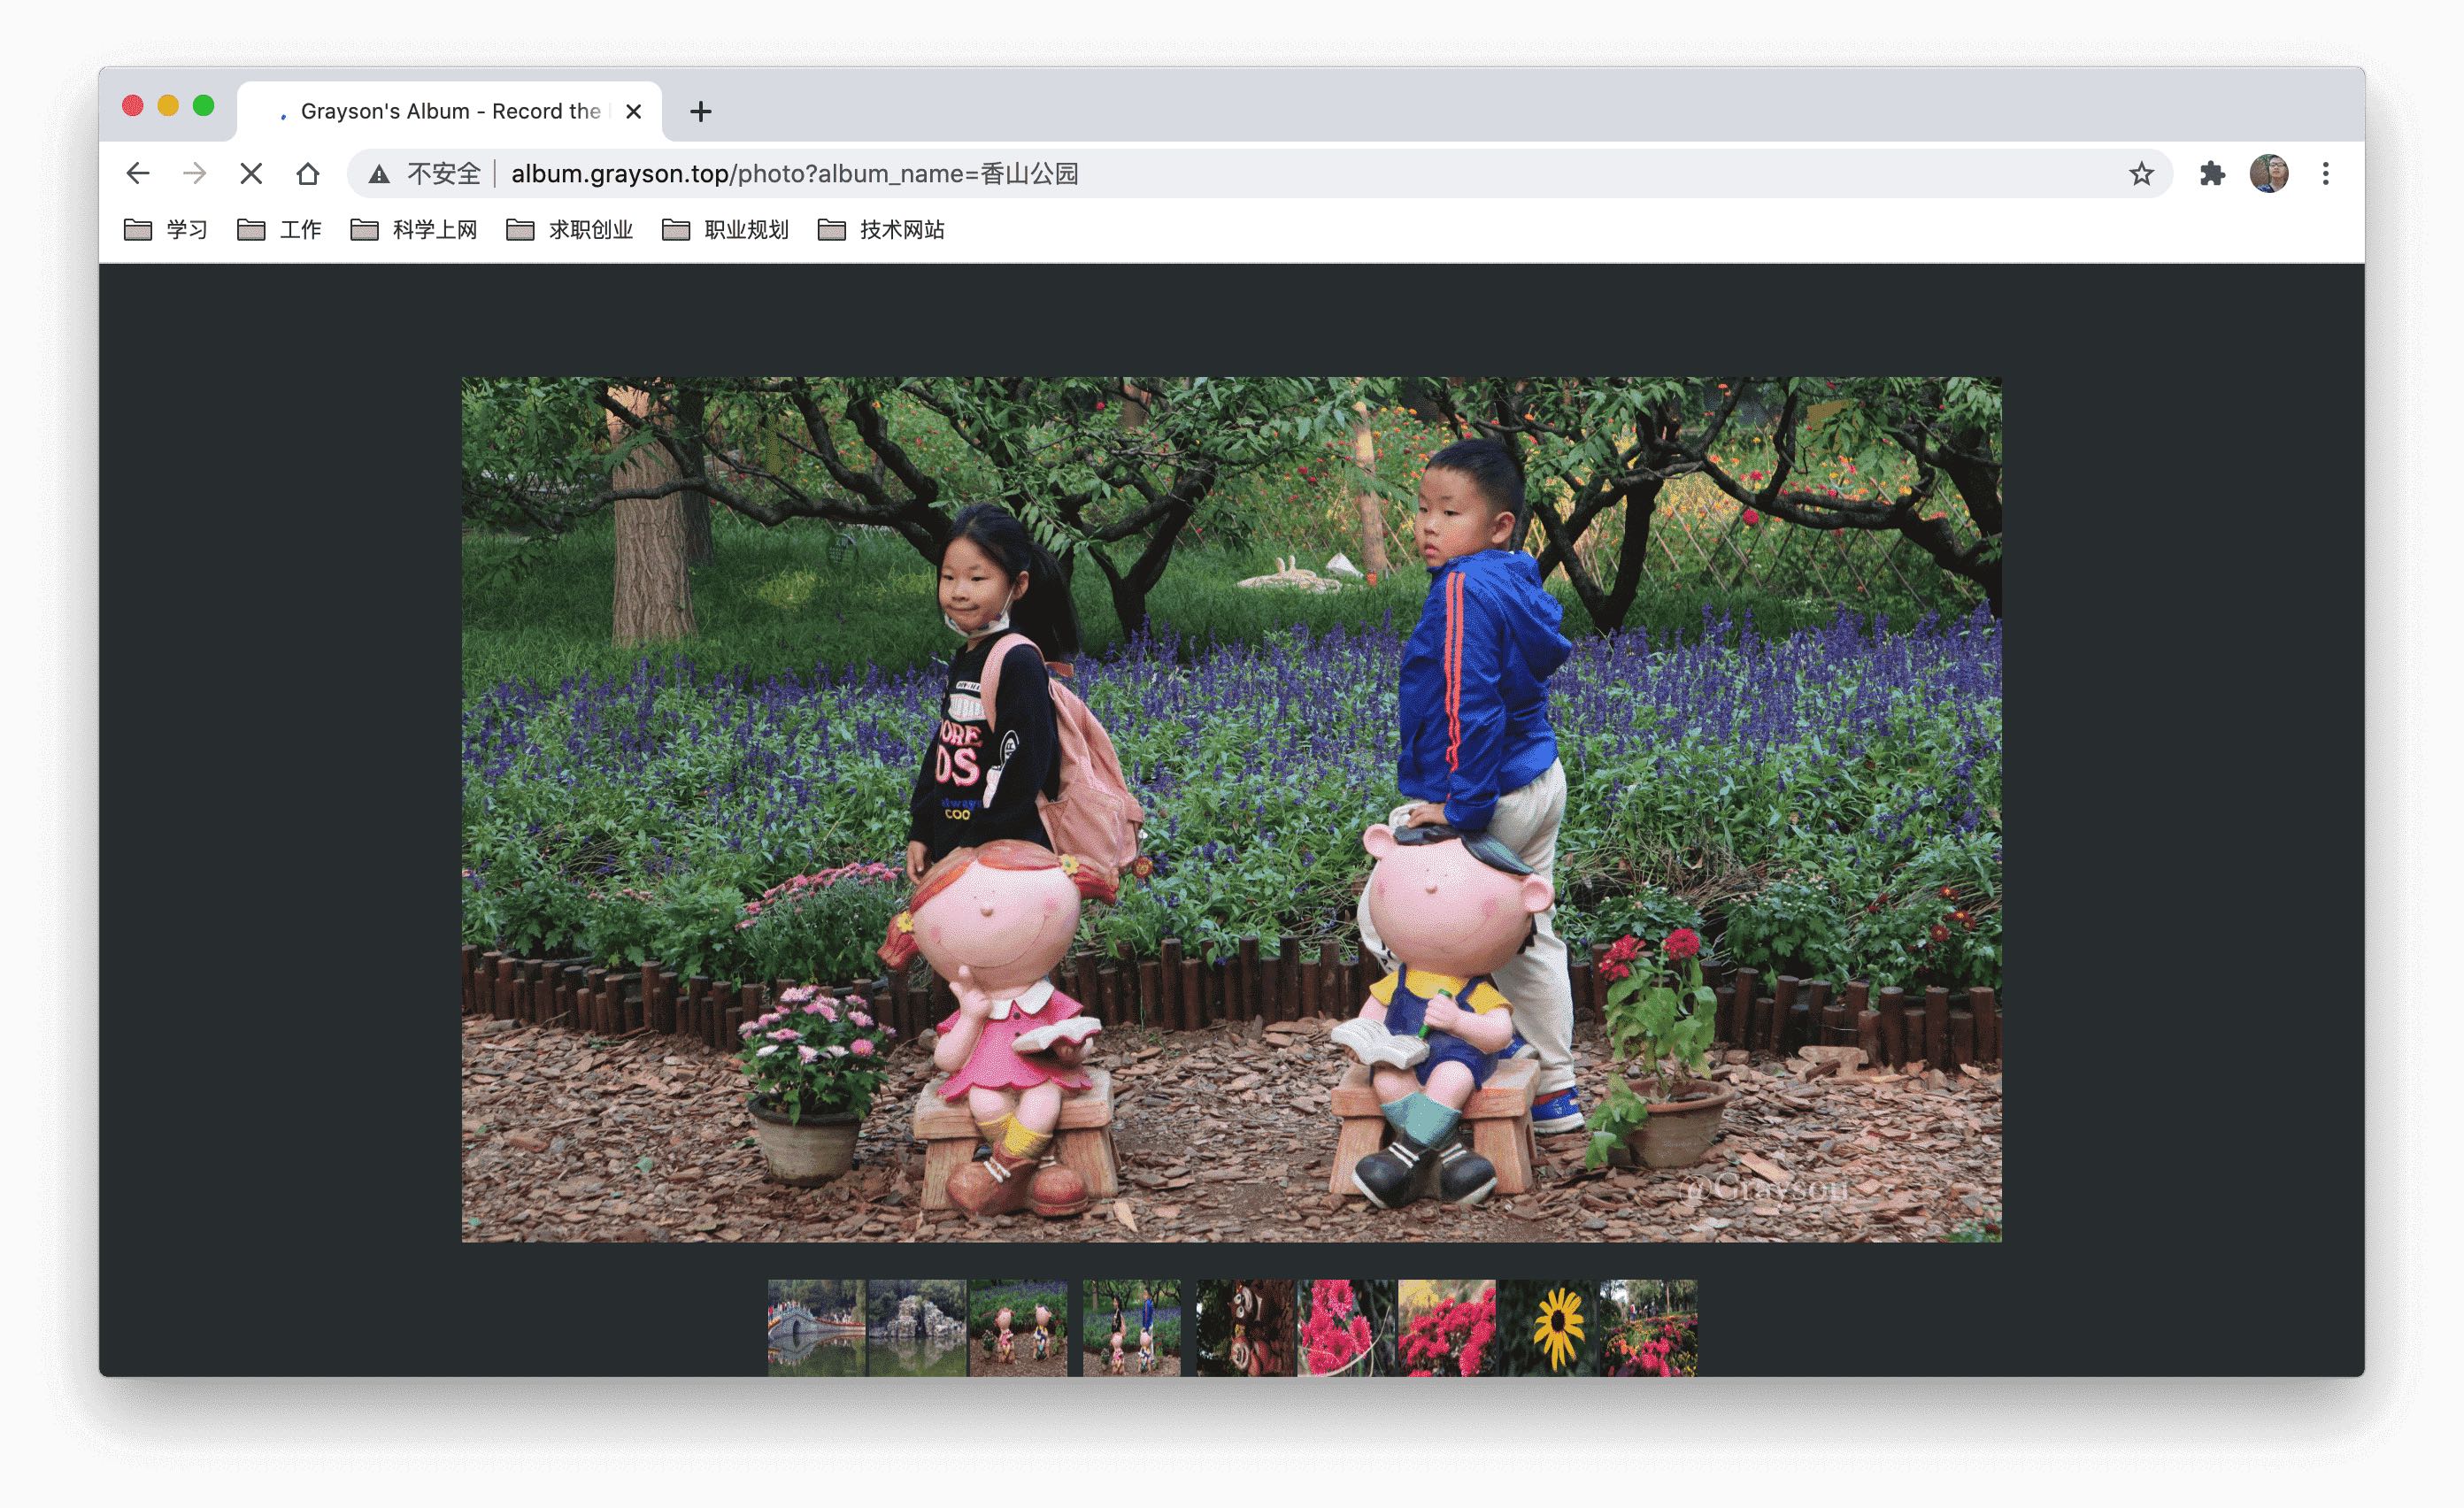 Grayson's Album - Record the
不安全 album.grayson.top/photo?album_name=香山公园
学习 工作 科学上网 求职创业 职业规划 技术网站
ORE
DS
always
COO
@Grayson